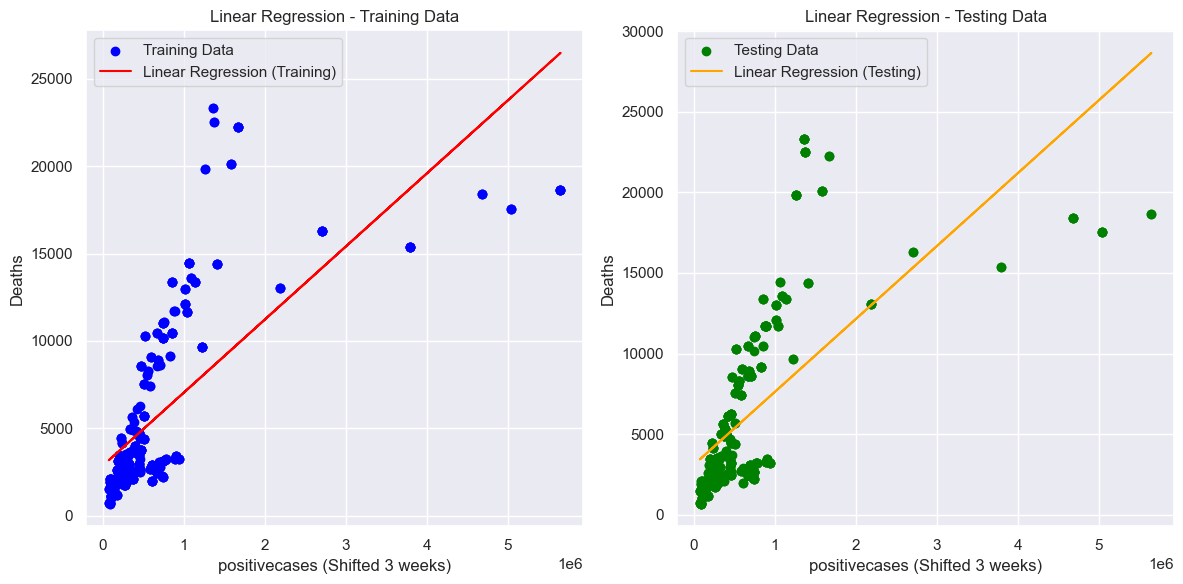 Linear Regression - Training Data
Training Data
Linear Regression (Training)
25000
20000
15000
10000
5000
0
Deaths
0 1 2 3 4 5
1e6
positivecases (Shifted 3 weeks)
Linear Regression - Testing Data
Testing Data
Linear Regression (Testing)
30000
25000
20000
15000
10000
5000
0
Deaths
0 1 2 3 4 5
1e6
positivecases (Shifted 3 weeks)